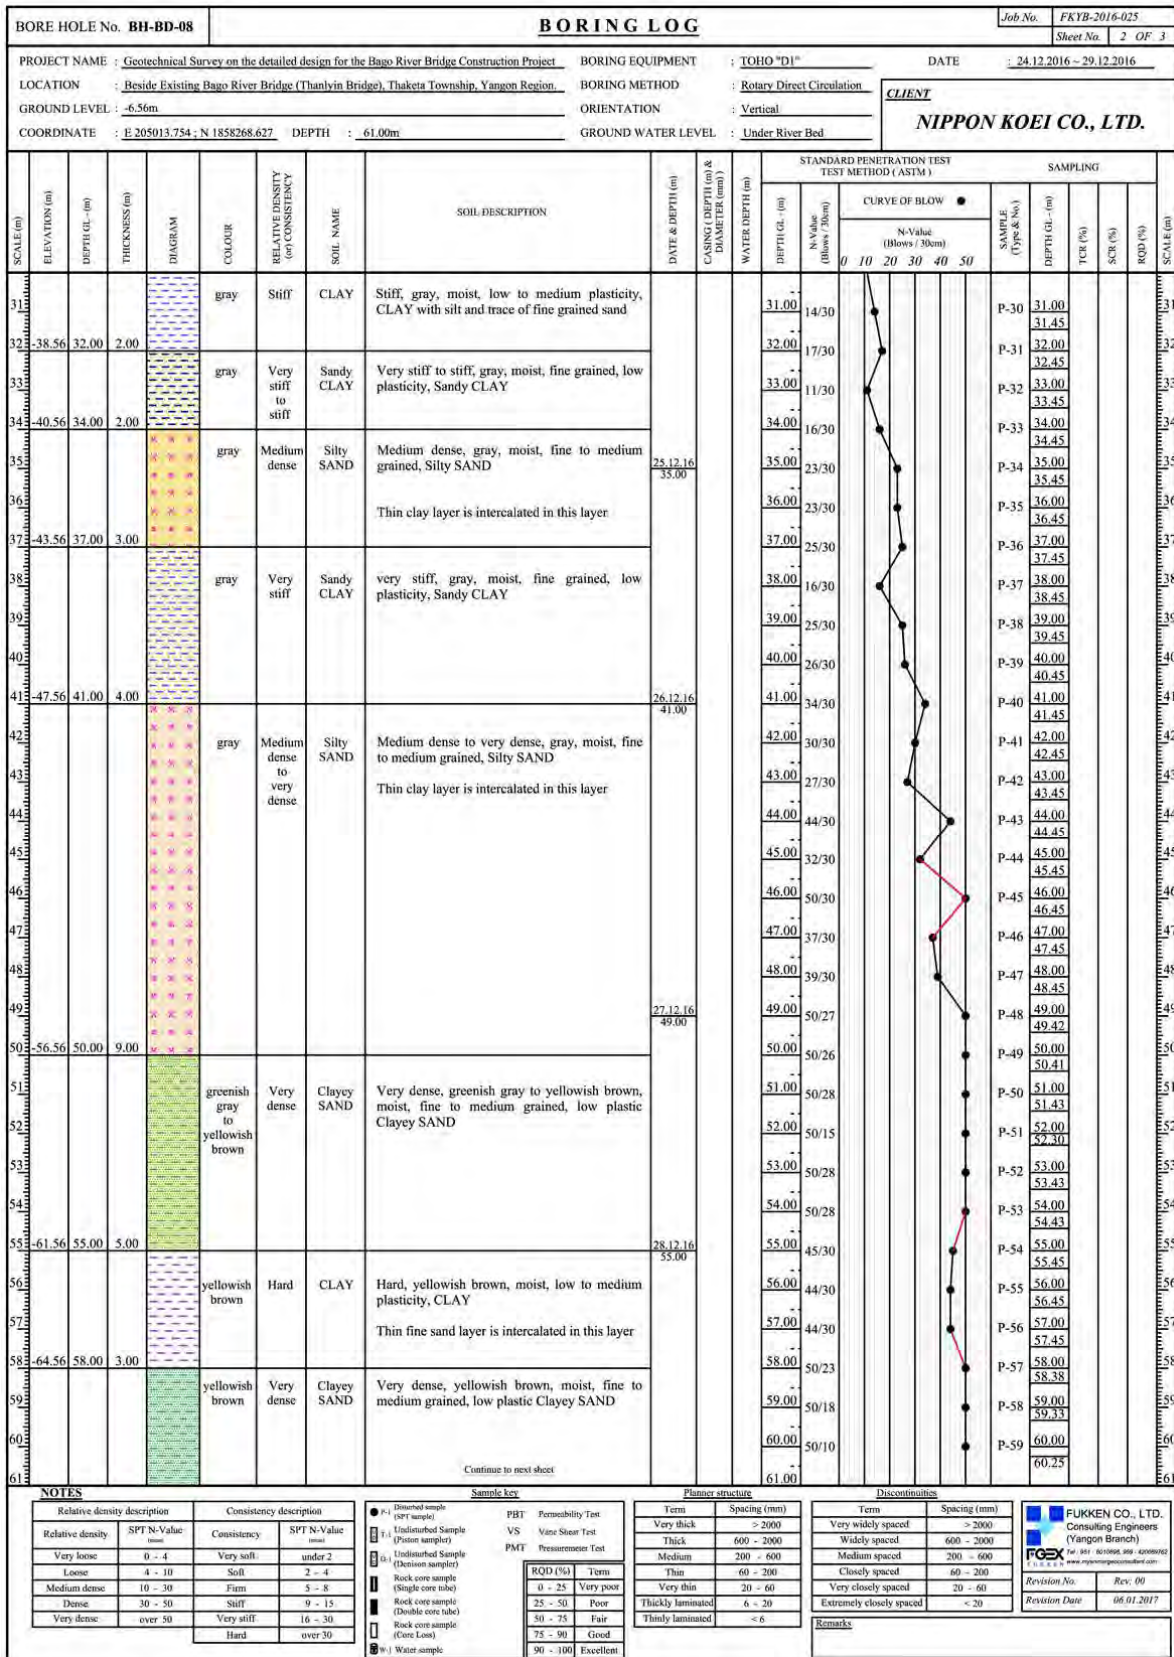 BORE HOLE No. BH-BD-08
BORING LOG
Job No. FKYB-2016-025
Sheet No. 2 OF 3
PROJECT NAME : Geotechnical Survey on the detailed design for the Bago River Bridge Construction Project
BORING EQUIPMENT : TOHO "D1"
DATE : 24.12.2016 ~ 29.12.2016
LOCATION : Beside Existing Bago River Bridge (Thanlyin Bridge), Thaketa Township, Yangon Region.
BORING METHOD : Rotary Direct Circulation
GROUND LEVEL : -6.56m
ORIENTATION : Vertical
COORDINATE : E 205013.754 ; N 1858268.627 DEPTH : 61.00m
GROUND WATER LEVEL : Under River Bed
CLIENT
NIPPON KOEI CO., LTD.
SCALE (m)
ELEVATION (m)
DEPTH GL - (m)
THICKNESS (m)
DIAGRAM
COLOUR
RELATIVE DENSITY (or) CONSISTENCY
SOIL NAME
SOIL DESCRIPTION
DATE & DEPTH (m)
CASING ( DEPTH (m) & DIAMETER (mm) )
WATER DEPTH (m)
STANDARD PENETRATION TEST
TEST METHOD ( ASTM )
DEPTH GL - (m)
N-Value (Blows / 30cm)
CURVE OF BLOW
N-Value
(Blows / 30cm)
0 10 20 30 40 50
SAMPLING
SAMPLE (Type & No.)
DEPTH GL - (m)
TCR (%)
SCR (%)
RQD (%)
SCALE (m)
gray Stiff CLAY Stiff, gray, moist, low to medium plasticity,
CLAY with silt and trace of fine grained sand
31 31.00 14/30 P-30 31.00 31.45 31
32 -38.56 32.00 2.00 32.00 17/30 P-31 32.00 32.45 32
gray Very stiff to stiff Sandy CLAY Very stiff to stiff, gray, moist, fine grained, low
plasticity, Sandy CLAY
33 33.00 11/30 P-32 33.00 33.45 33
34 -40.56 34.00 2.00 34.00 16/30 P-33 34.00 34.45 34
gray Medium dense Silty SAND Medium dense, gray, moist, fine to medium
grained, Silty SAND
35 25.12.16 35.00 35.00 23/30 P-34 35.00 35.45 35
Thin clay layer is intercalated in this layer
36 36.00 23/30 P-35 36.00 36.45 36
37 -43.56 37.00 3.00 37.00 25/30 P-36 37.00 37.45 37
gray Very stiff Sandy CLAY very stiff, gray, moist, fine grained, low
plasticity, Sandy CLAY
38 38.00 16/30 P-37 38.00 38.45 38
39 39.00 25/30 P-38 39.00 39.45 39
40 40.00 26/30 P-39 40.00 40.45 40
41 -47.56 41.00 4.00 26.12.16 41.00 41.00 34/30 P-40 41.00 41.45 41
gray Medium dense to very dense Silty SAND Medium dense to very dense, gray, moist, fine
to medium grained, Silty SAND
Thin clay layer is intercalated in this layer
42 42.00 30/30 P-41 42.00 42.45 42
43 43.00 27/30 P-42 43.00 43.45 43
44 44.00 44/30 P-43 44.00 44.45 44
45 45.00 32/30 P-44 45.00 45.45 45
46 46.00 50/30 P-45 46.00 46.45 46
47 47.00 37/30 P-46 47.00 47.45 47
48 48.00 39/30 P-47 48.00 48.45 48
49 27.12.16 49.00 49.00 50/27 P-48 49.00 49.42 49
50 -56.56 50.00 9.00 50.00 50/26 P-49 50.00 50.41 50
greenish gray to yellowish brown Very dense Clayey SAND Very dense, greenish gray to yellowish brown,
moist, fine to medium grained, low plastic
Clayey SAND
51 51.00 50/28 P-50 51.00 51.43 51
52 52.00 50/15 P-51 52.00 52.30 52
53 53.00 50/28 P-52 53.00 53.43 53
54 54.00 50/28 P-53 54.00 54.43 54
55 -61.56 55.00 5.00 28.12.16 55.00 55.00 45/30 P-54 55.00 55.45 55
yellowish brown Hard CLAY Hard, yellowish brown, moist, low to medium
plasticity, CLAY
Thin fine sand layer is intercalated in this layer
56 56.00 44/30 P-55 56.00 56.45 56
57 57.00 44/30 P-56 57.00 57.45 57
58 -64.56 58.00 3.00 58.00 50/23 P-57 58.00 58.38 58
yellowish brown Very dense Clayey SAND Very dense, yellowish brown, moist, fine to
medium grained, low plastic Clayey SAND
59 59.00 50/18 P-58 59.00 59.33 59
60 60.00 50/10 P-59 60.00 60.25 60
Continue to next sheet
61 61.00 61
NOTES
Relative density description Consistency description
Relative density SPT N-Value Consistency SPT N-Value
Very loose 0 - 4 Very soft under 2
Loose 4 - 10 Soft 2 - 4
Medium dense 10 - 30 Firm 5 - 8
Dense 30 - 50 Stiff 9 - 15
Very dense over 50 Very stiff 16 - 30
Hard over 30
Sample key
P-1 Disturbed sample (SPT sample)
T-1 Undisturbed Sample (Piston sampler)
D-1 Undisturbed Sample (Denison sampler)
Rock core sample (Single core tube)
Rock core sample (Double core tube)
Rock core sample (Core Loss)
W-1 Water sample
PBT Permeability Test
VS Vane Shear Test
PMT Pressuremeter Test
RQD (%) Term
0 - 25 Very poor
25 - 50 Poor
50 - 75 Fair
75 - 90 Good
90 - 100 Excellent
Planner structure
Term Spacing (mm)
Very thick > 2000
Thick 600 - 2000
Medium 200 - 600
Thin 60 - 200
Very thin 20 - 60
Thickly laminated 6 - 20
Thinly laminated < 6
Discontinuities
Term Spacing (mm)
Very widely spaced > 2000
Widely spaced 600 - 2000
Medium spaced 200 - 600
Closely spaced 60 - 200
Very closely spaced 20 - 60
Extremely closely spaced < 20
Remarks
FUKKEN CO., LTD.
Consulting Engineers
(Yangon Branch)
FGEX
FUKKEN
Revision No. Rev: 00
Revision Date 06.01.2017